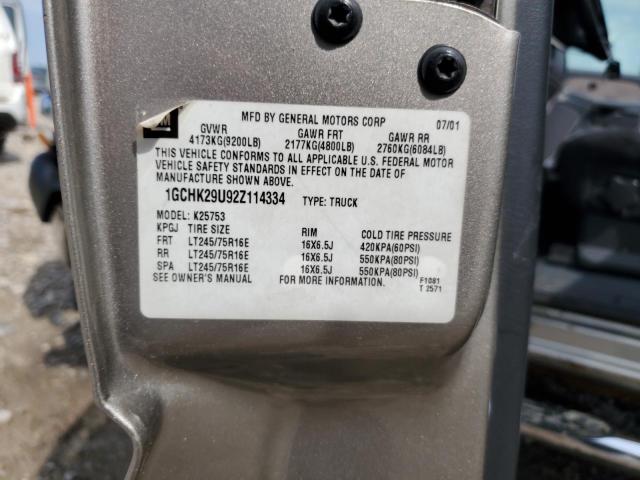 GM
MFD BY GENERAL MOTORS CORP 07/01
GVWR GAWR FRT GAWR RR
4173KG(9200LB) 2177KG(4800LB) 2760KG(6084LB)
THIS VEHICLE CONFORMS TO ALL APPLICABLE U.S. FEDERAL MOTOR
VEHICLE SAFETY STANDARDS IN EFFECT ON THE DATE OF
MANUFACTURE SHOWN ABOVE.
1GCHK29U92Z114334 TYPE: TRUCK
MODEL: K25753
KPGJ TIRE SIZE RIM COLD TIRE PRESSURE
FRT LT245/75R16E 16X6.5J 420KPA(60PSI)
RR LT245/75R16E 16X6.5J 550KPA(80PSI)
SPA LT245/75R16E 16X6.5J 550KPA(80PSI)
SEE OWNER'S MANUAL FOR MORE INFORMATION.
F1081
T 2571